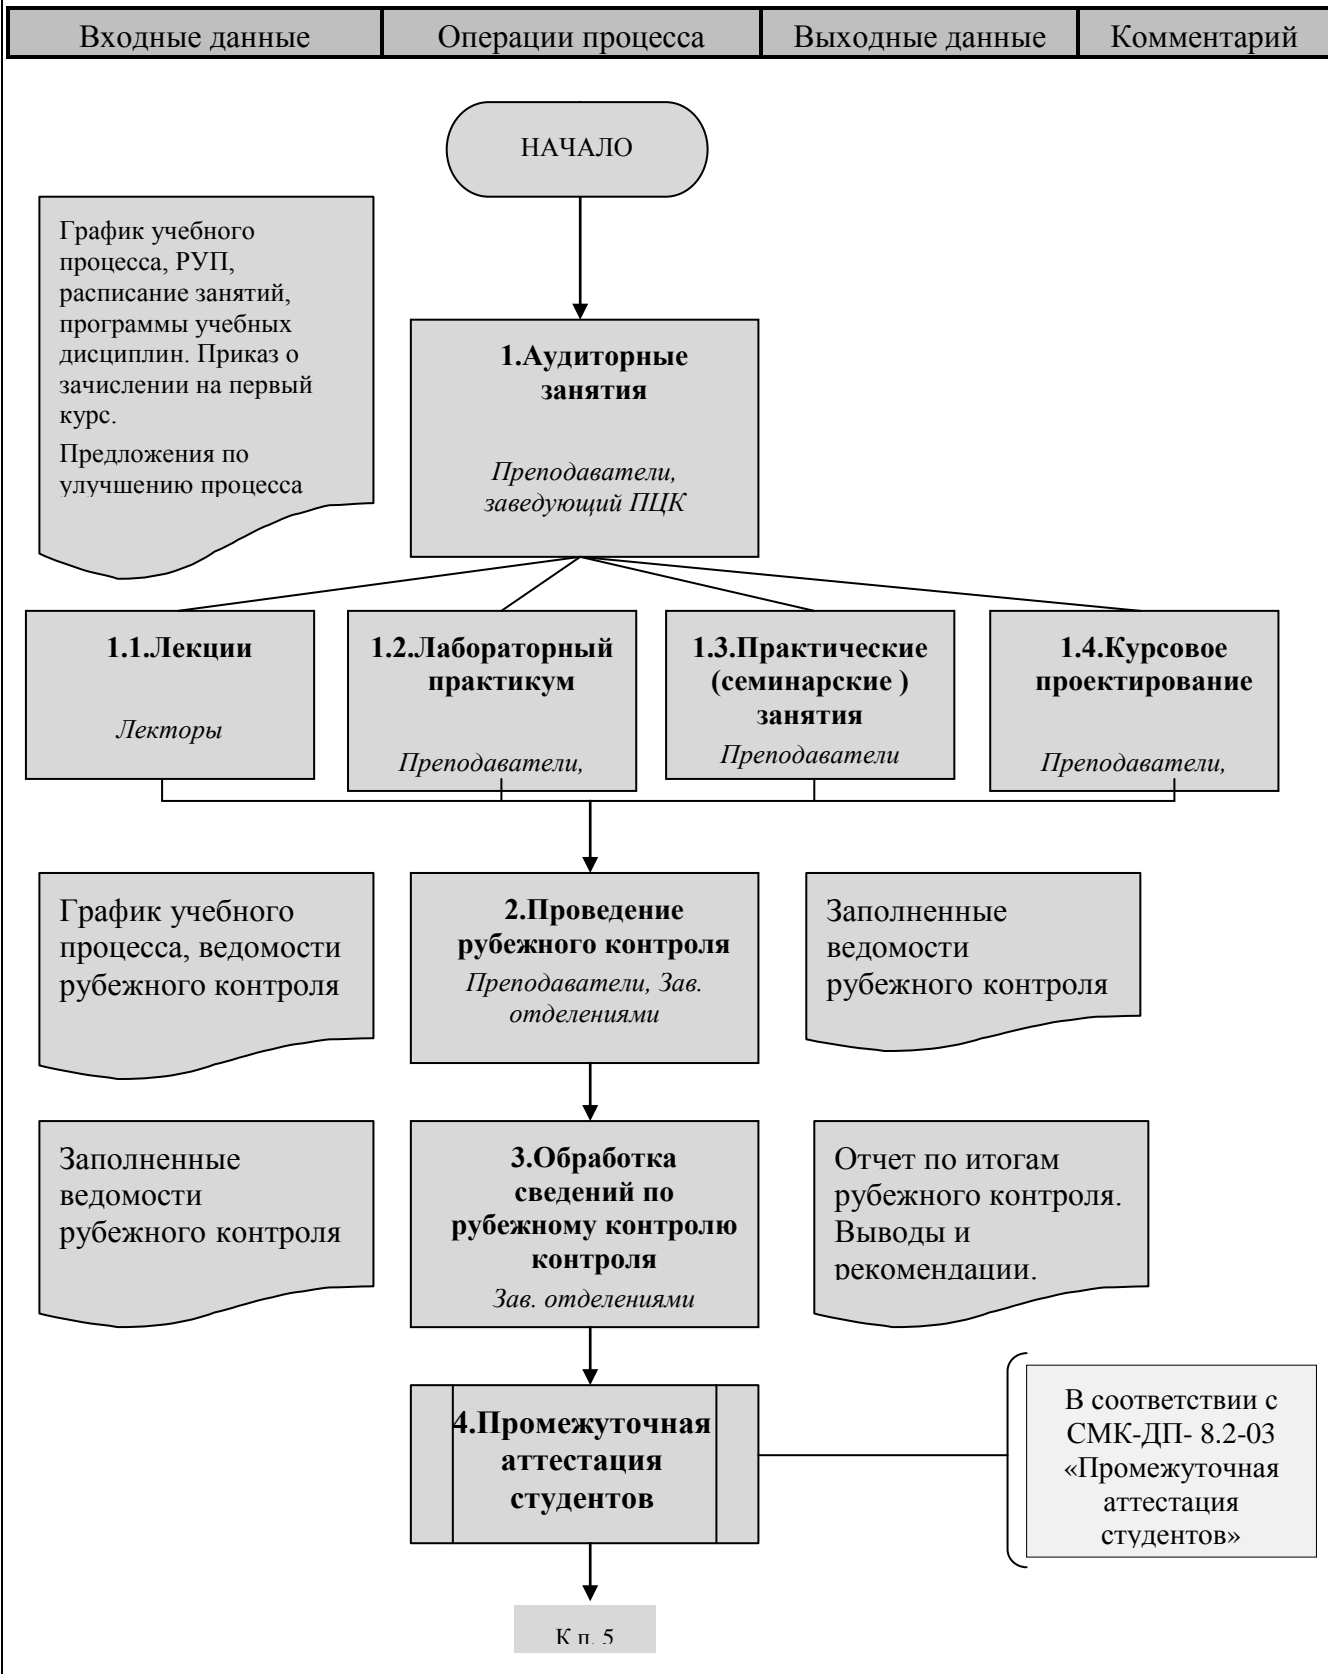 Входные данные
Операции процесса
Выходные данные
Комментарий
НАЧАЛО
График учебного
процесса, РУП,
расписание занятий,
программы учебных
дисциплин. Приказ о
зачислении на первый
курс.
Предложения по
улучшению процесса
1.Аудиторные
занятия
Преподаватели,
заведующий ПЦК
1.1.Лекции
Лекторы
1.2.Лабораторный
практикум
Преподаватели,
1.3.Практические
(семинарские )
занятия
Преподаватели
1.4.Курсовое
проектирование
Преподаватели,
График учебного
процесса, ведомости
рубежного контроля
2.Проведение
рубежного контроля
Преподаватели, Зав.
отделениями
Заполненные
ведомости
рубежного контроля
Заполненные
ведомости
рубежного контроля
3.Обработка
сведений по
рубежному контролю
контроля
Зав. отделениями
Отчет по итогам
рубежного контроля.
Выводы и
рекомендации.
4.Промежуточная
аттестация
студентов
В соответствии с
СМК-ДП- 8.2-03
«Промежуточная
аттестация
студентов»
К п. 5